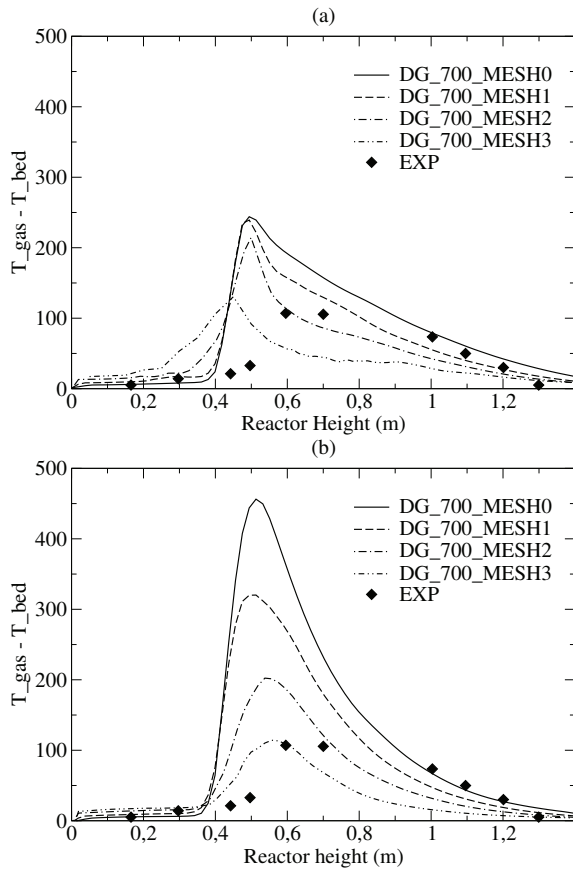 (a)
500
400
300
200
100
0
T_gas - T_bed
DG_700_MESH0
DG_700_MESH1
DG_700_MESH2
DG_700_MESH3
EXP
0 0,2 0,4 0,6 0,8 1 1,2
Reactor Height (m)
(b)
500
400
300
200
100
0
T_gas - T_bed
DG_700_MESH0
DG_700_MESH1
DG_700_MESH2
DG_700_MESH3
EXP
0 0,2 0,4 0,6 0,8 1 1,2
Reactor height (m)